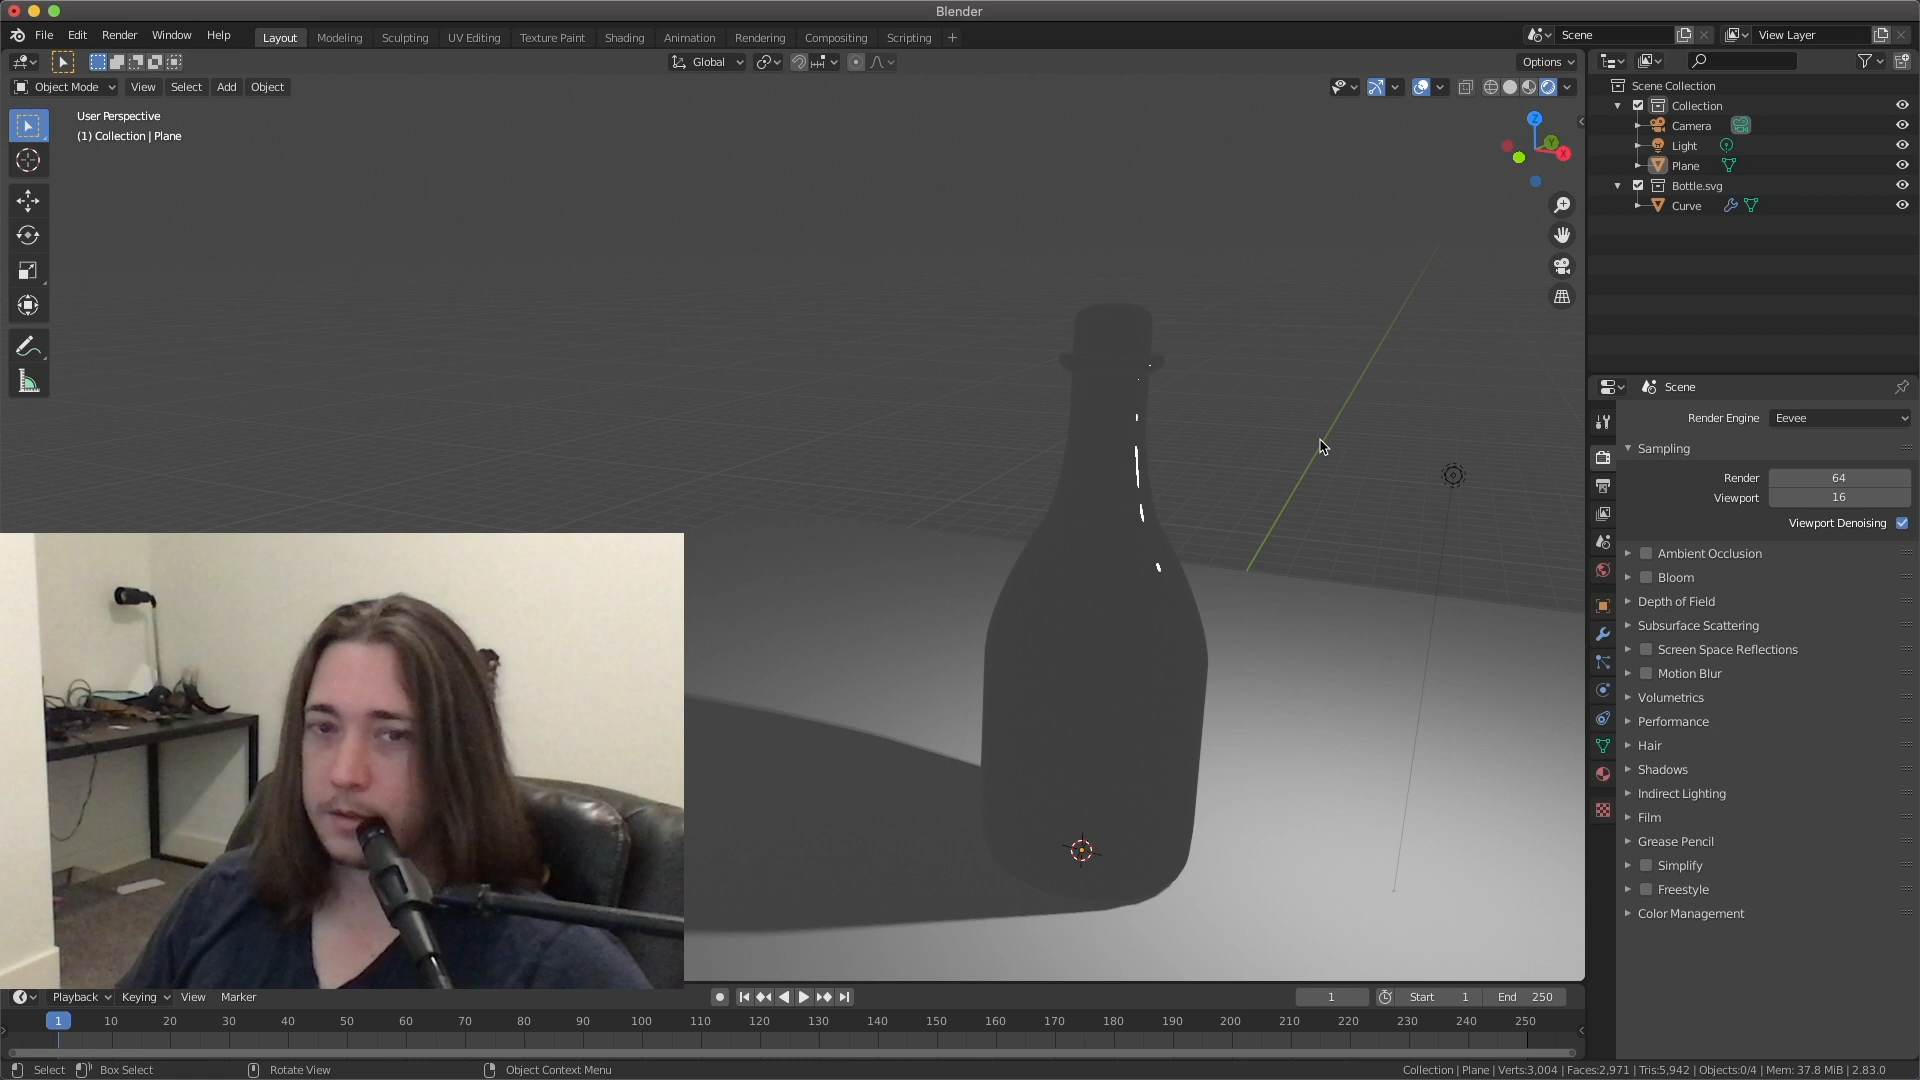 Blender
File Edit Render Window Help Layout Modeling Sculpting UV Editing Texture Paint Shading Animation Rendering Compositing Scripting + Scene View Layer
Global Options
Object Mode View Select Add Object
User Perspective
(1) Collection | Plane
Z
Y
X
Scene Collection
Collection
Camera
Light
Plane
Bottle.svg
Curve
Scene
Render Engine Eevee
Sampling
Render 64
Viewport 16
Viewport Denoising
Ambient Occlusion
Bloom
Depth of Field
Subsurface Scattering
Screen Space Reflections
Motion Blur
Volumetrics
Performance
Hair
Shadows
Indirect Lighting
Film
Grease Pencil
Simplify
Freestyle
Color Management
Playback Keying View Marker 1 Start 1 End 250
1 10 20 30 40 50 60 70 80 90 100 110 120 130 140 150 160 170 180 190 200 210 220 230 240 250
Select Box Select Rotate View Object Context Menu Collection | Plane | Verts:3,004 | Faces:2,971 | Tris:5,942 | Objects:0/4 | Mem: 37.8 MiB | 2.83.0